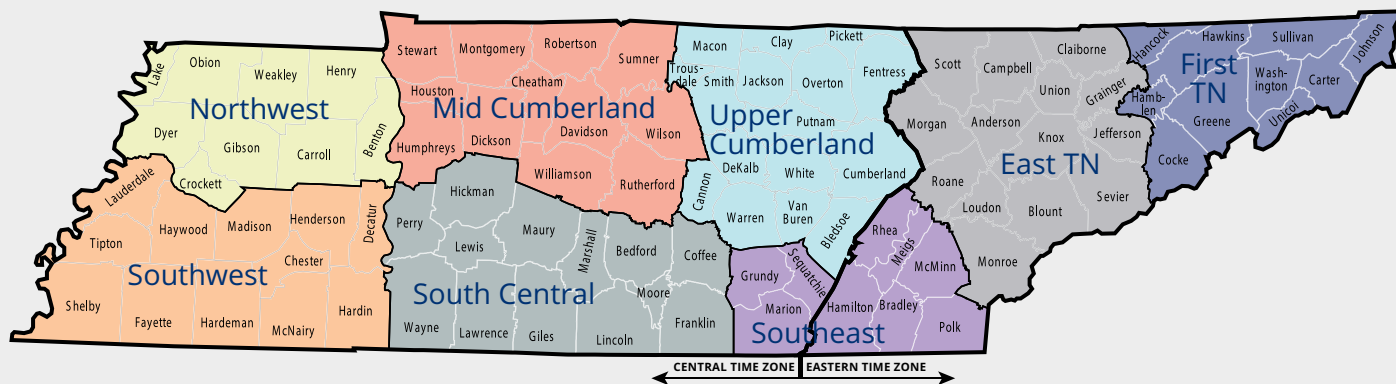 Northwest
Lake
Obion
Weakley
Henry
Dyer
Gibson
Carroll
Benton
Crockett
Southwest
Lauderdale
Tipton
Haywood
Madison
Henderson
Decatur
Chester
Shelby
Fayette
Hardeman
McNairy
Hardin
Mid Cumberland
Stewart
Montgomery
Robertson
Sumner
Houston
Cheatham
Humphreys
Dickson
Davidson
Wilson
Williamson
Rutherford
South Central
Hickman
Perry
Lewis
Maury
Marshall
Bedford
Coffee
Moore
Wayne
Lawrence
Giles
Lincoln
Franklin
Upper
Cumberland
Macon
Clay
Pickett
Trous-
dale
Smith
Jackson
Overton
Fentress
Putnam
Cannon
DeKalb
White
Cumberland
Warren
Van
Buren
Bledsoe
Southeast
Grundy
Sequatchie
Marion
Rhea
Meigs
McMinn
Hamilton
Bradley
Polk
East TN
Scott
Campbell
Claiborne
Union
Grainger
Morgan
Anderson
Knox
Jefferson
Roane
Loudon
Blount
Sevier
Monroe
First
TN
Hancock
Hawkins
Sullivan
Johnson
Hamb-
len
Greene
Wash-
ington
Carter
Unicoi
Cocke
CENTRAL TIME ZONE
EASTERN TIME ZONE